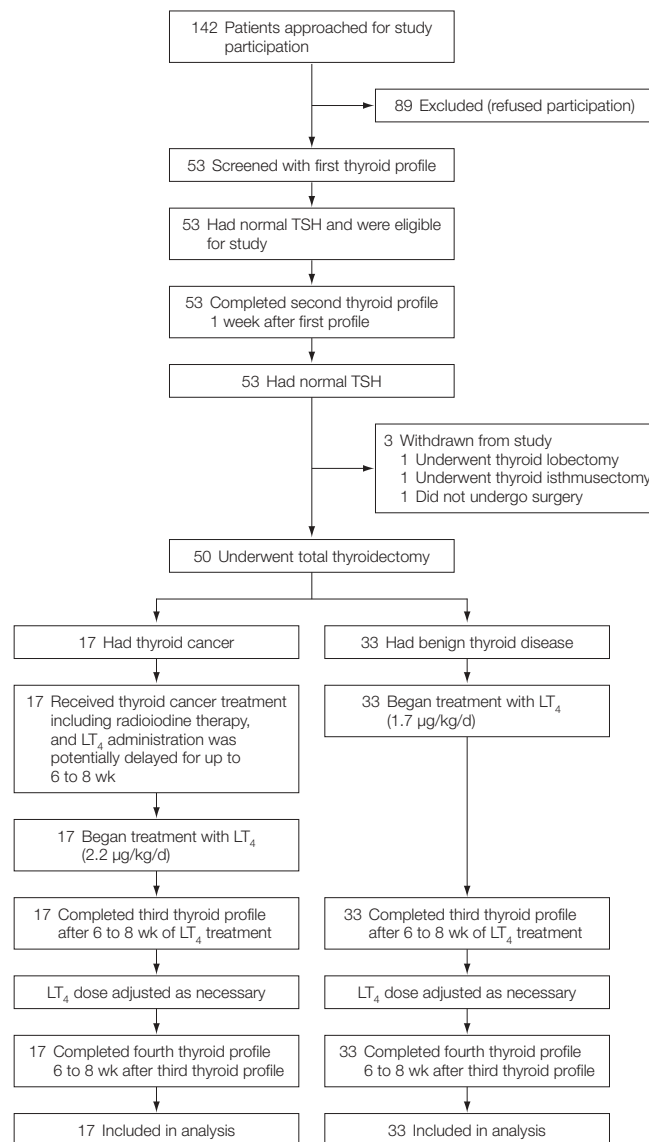 142 Patients approached for study
participation
89 Excluded (refused participation)
53 Screened with first thyroid profile
53 Had normal TSH and were eligible
for study
53 Completed second thyroid profile
1 week after first profile
53 Had normal TSH
3 Withdrawn from study
1 Underwent thyroid lobectomy
1 Underwent thyroid isthmusectomy
1 Did not undergo surgery
50 Underwent total thyroidectomy
17 Had thyroid cancer
17 Received thyroid cancer treatment
including radioiodine therapy,
and LT4 administration was
potentially delayed for up to
6 to 8 wk
17 Began treatment with LT4
(2.2 µg/kg/d)
17 Completed third thyroid profile
after 6 to 8 wk of LT4 treatment
LT4 dose adjusted as necessary
17 Completed fourth thyroid profile
6 to 8 wk after third thyroid profile
17 Included in analysis
33 Had benign thyroid disease
33 Began treatment with LT4
(1.7 µg/kg/d)
33 Completed third thyroid profile
after 6 to 8 wk of LT4 treatment
LT4 dose adjusted as necessary
33 Completed fourth thyroid profile
6 to 8 wk after third thyroid profile
33 Included in analysis